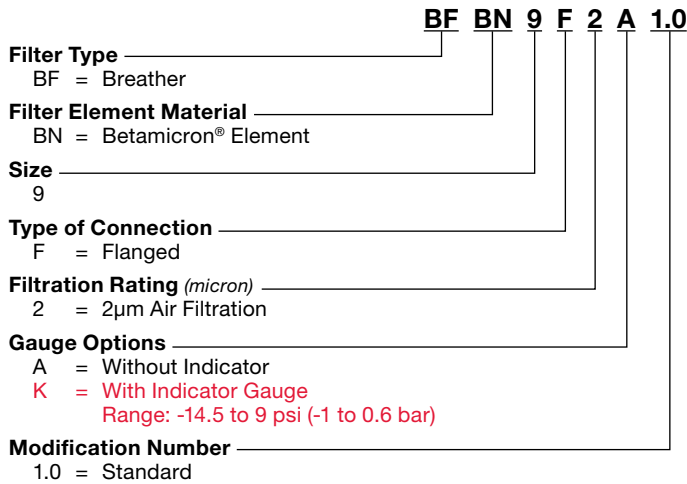 BF BN 9 F 2 A 1.0
Filter Type
BF = Breather
Filter Element Material
BN = Betamicron® Element
Size
9
Type of Connection
F = Flanged
Filtration Rating (micron)
2 = 2µm Air Filtration
Gauge Options
A = Without Indicator
K = With Indicator Gauge
Range: -14.5 to 9 psi (-1 to 0.6 bar)
Modification Number
1.0 = Standard